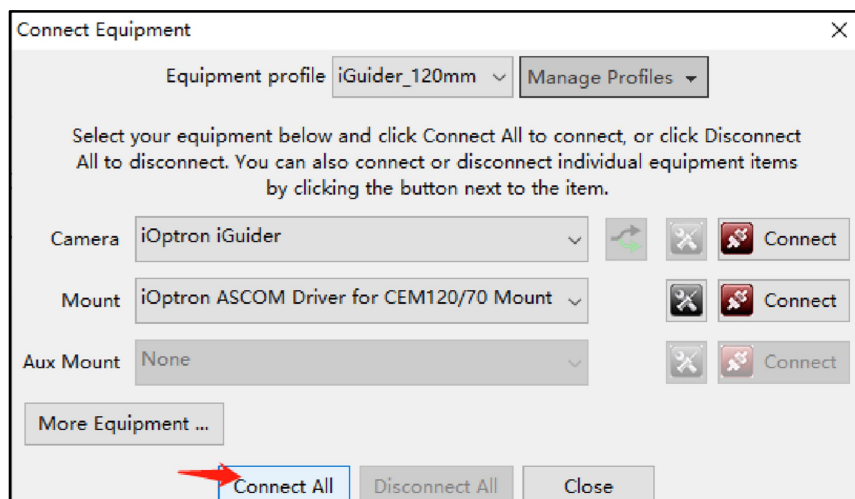 Connect Equipment
Equipment profile iGuider_120mm Manage Profiles
Select your equipment below and click Connect All to connect, or click Disconnect
All to disconnect. You can also connect or disconnect individual equipment items
by clicking the button next to the item.
Camera iOptron iGuider Connect
Mount iOptron ASCOM Driver for CEM120/70 Mount Connect
Aux Mount None Connect
More Equipment ...
Connect All Disconnect All Close